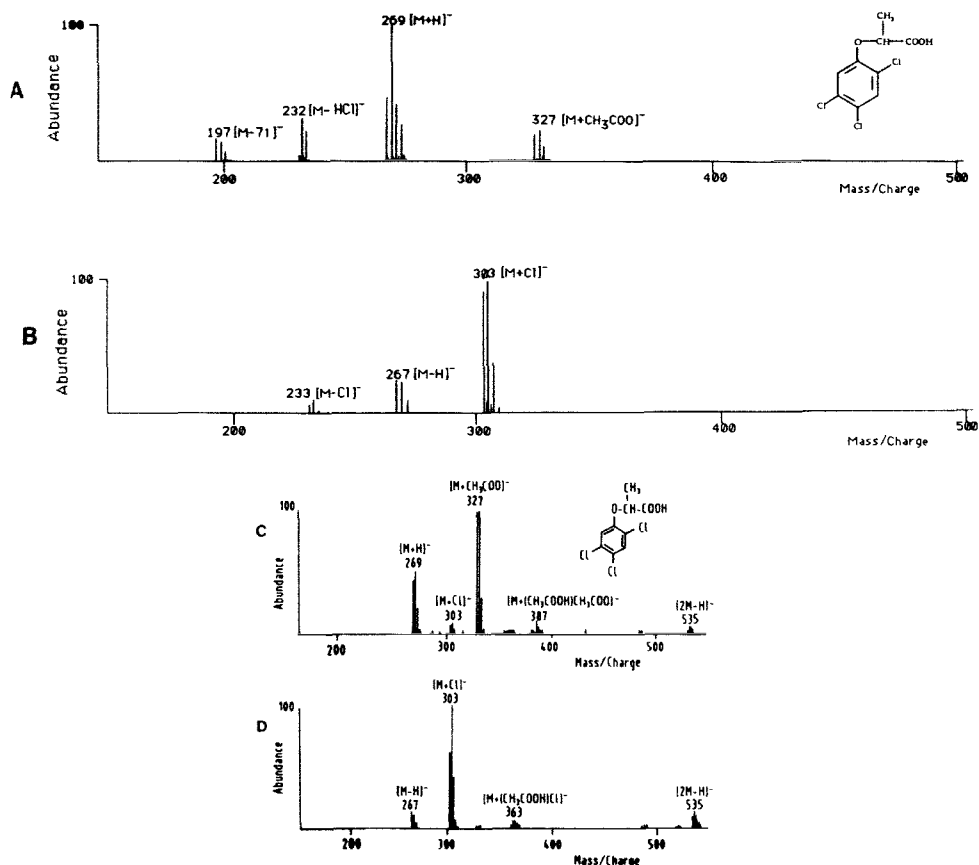 A
Abundance
100
269 [M+H]⁻
232 [M-HCl]⁻
197 [M-71]⁻
327 [M+CH₃COO]⁻
CH₃
O-CH-COOH
Cl
Cl
Cl
200
300
400
500
Mass/Charge
B
Abundance
100
303 [M+Cl]⁻
267 [M-H]⁻
233 [M-Cl]⁻
200
300
400
500
Mass/Charge
C
Abundance
100
[M+CH₃COO]⁻
327
[M+H]⁻
269
[M+Cl]⁻
303
[M+(CH₃COOH)CH₃COO]⁻
387
[2M-H]⁻
535
CH₃
O-CH-COOH
Cl
Cl
Cl
200
300
400
500
Mass/Charge
D
Abundance
100
[M+Cl]⁻
303
[M-H]⁻
267
[M+(CH₃COOH)Cl]⁻
363
[2M-H]⁻
535
200
300
400
500
Mass/Charge